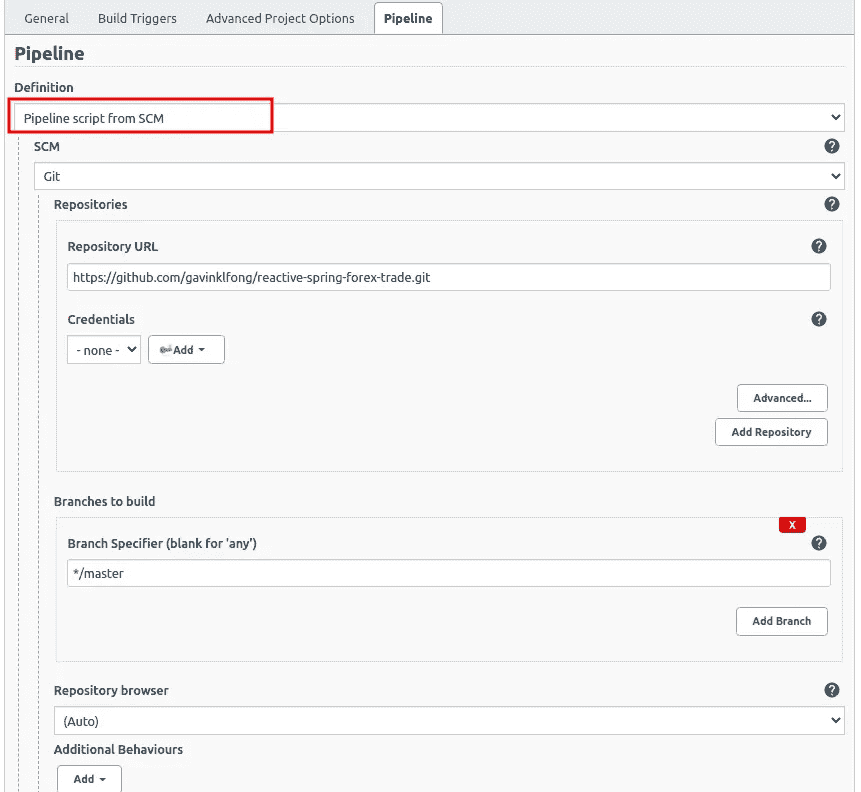 General Build Triggers Advanced Project Options Pipeline
Pipeline
Definition
Pipeline script from SCM
SCM
?
Git
Repositories
?
Repository URL
?
https://github.com/gavinklfong/reactive-spring-forex-trade.git
Credentials
?
- none - Add
Advanced...
Add Repository
Branches to build
X
Branch Specifier (blank for 'any')
?
*/master
Add Branch
Repository browser
?
(Auto)
Additional Behaviours
Add